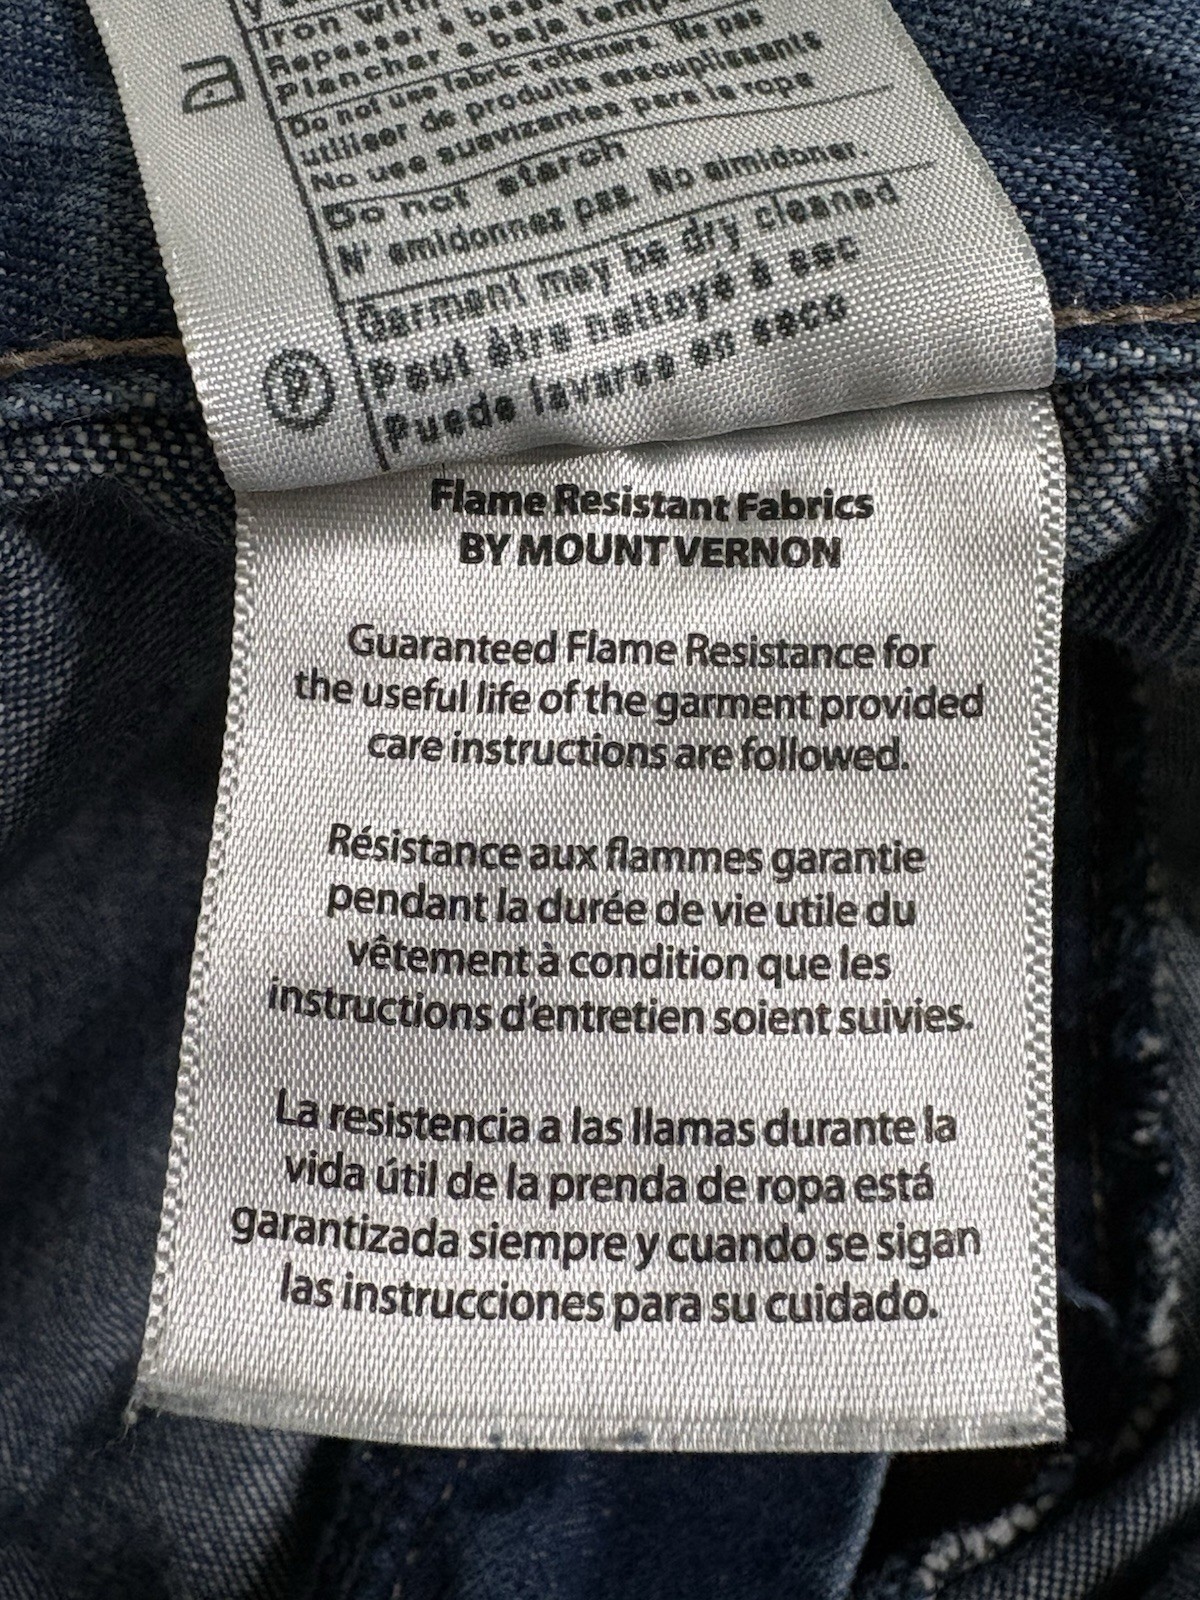 Iron with
Repasser à basse
Planchar a baja temp
Do not use fabric softeners. Ne pas
utiliser de produits assouplissants
No use suavizantes para la ropa
Do not starch
N' amidonnez pas. No almidonar.
Garment may be dry cleaned
Peut être nettoyé à sec
Puede lavarse en seco
P
Flame Resistant Fabrics
BY MOUNT VERNON
Guaranteed Flame Resistance for
the useful life of the garment provided
care instructions are followed.
Résistance aux flammes garantie
pendant la durée de vie utile du
vêtement à condition que les
instructions d'entretien soient suivies.
La resistencia a las llamas durante la
vida útil de la prenda de ropa está
garantizada siempre y cuando se sigan
las instrucciones para su cuidado.